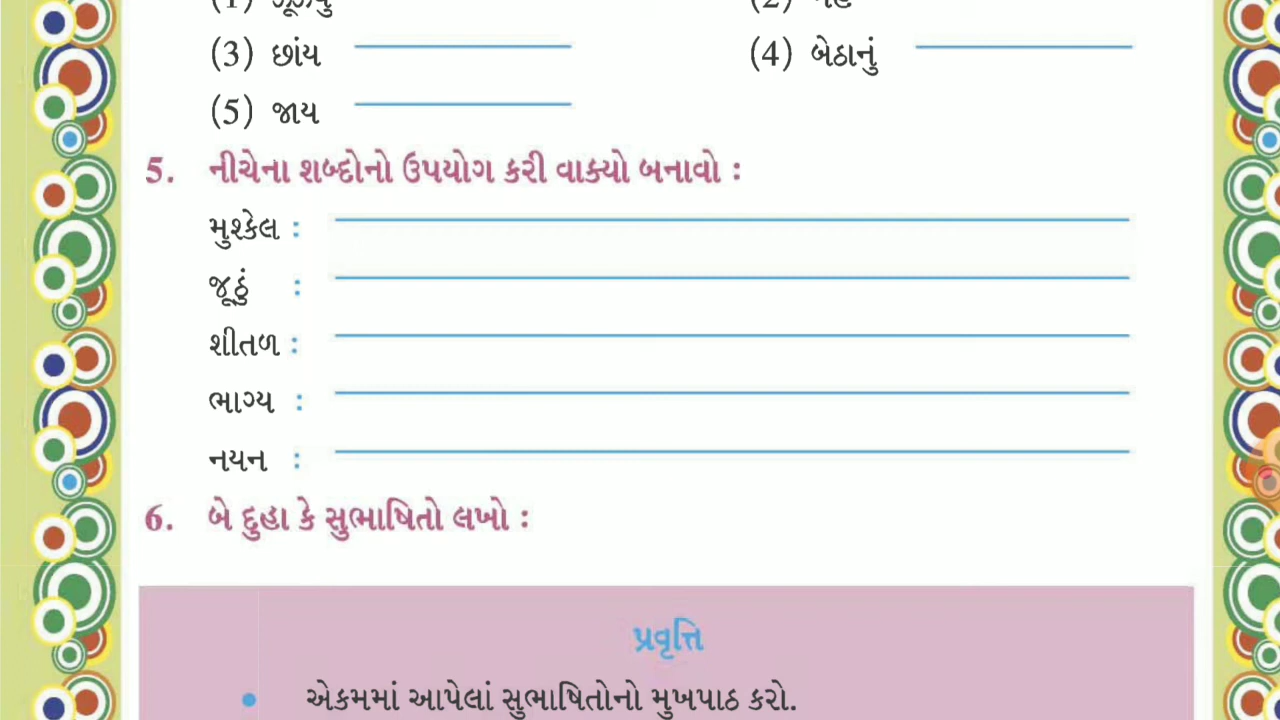 (3) છાંય (4) બેઠાનું
(5) જાય
5. નીચેના શબ્દોનો ઉપયોગ કરી વાક્યો બનાવો :
મુશ્કેલ :
જૂઠું :
શીતળ :
ભાગ્ય :
નયન :
6. બે દુહા કે સુભાષિતો લખો :
પ્રવૃત્તિ
• એકમમાં આપેલાં સુભાષિતોનો મુખપાઠ કરો.